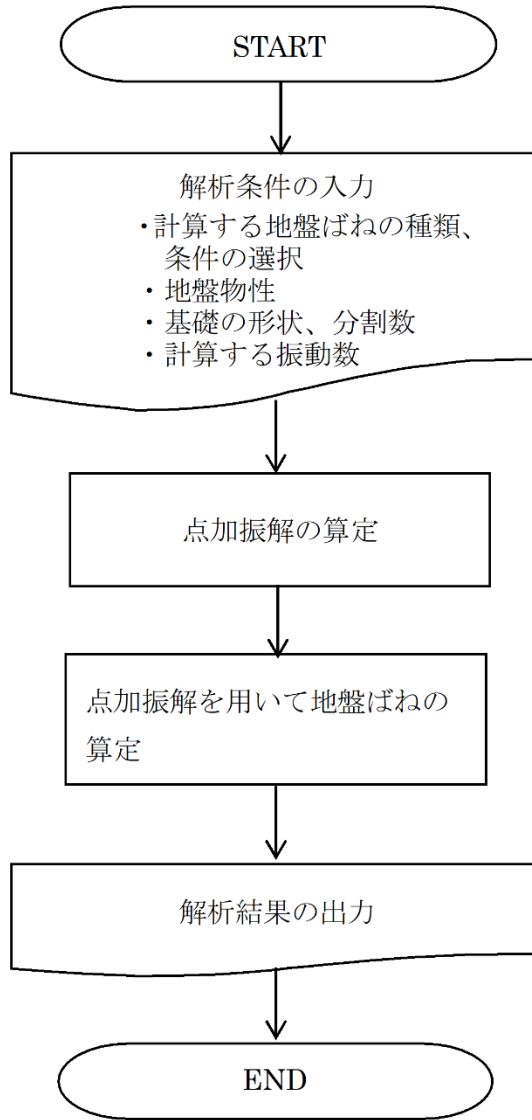 START
解析条件の入力
・計算する地盤ばねの種類、
条件の選択
・地盤物性
・基礎の形状、分割数
・計算する振動数
点加振解の算定
点加振解を用いて地盤ばねの
算定
解析結果の出力
END